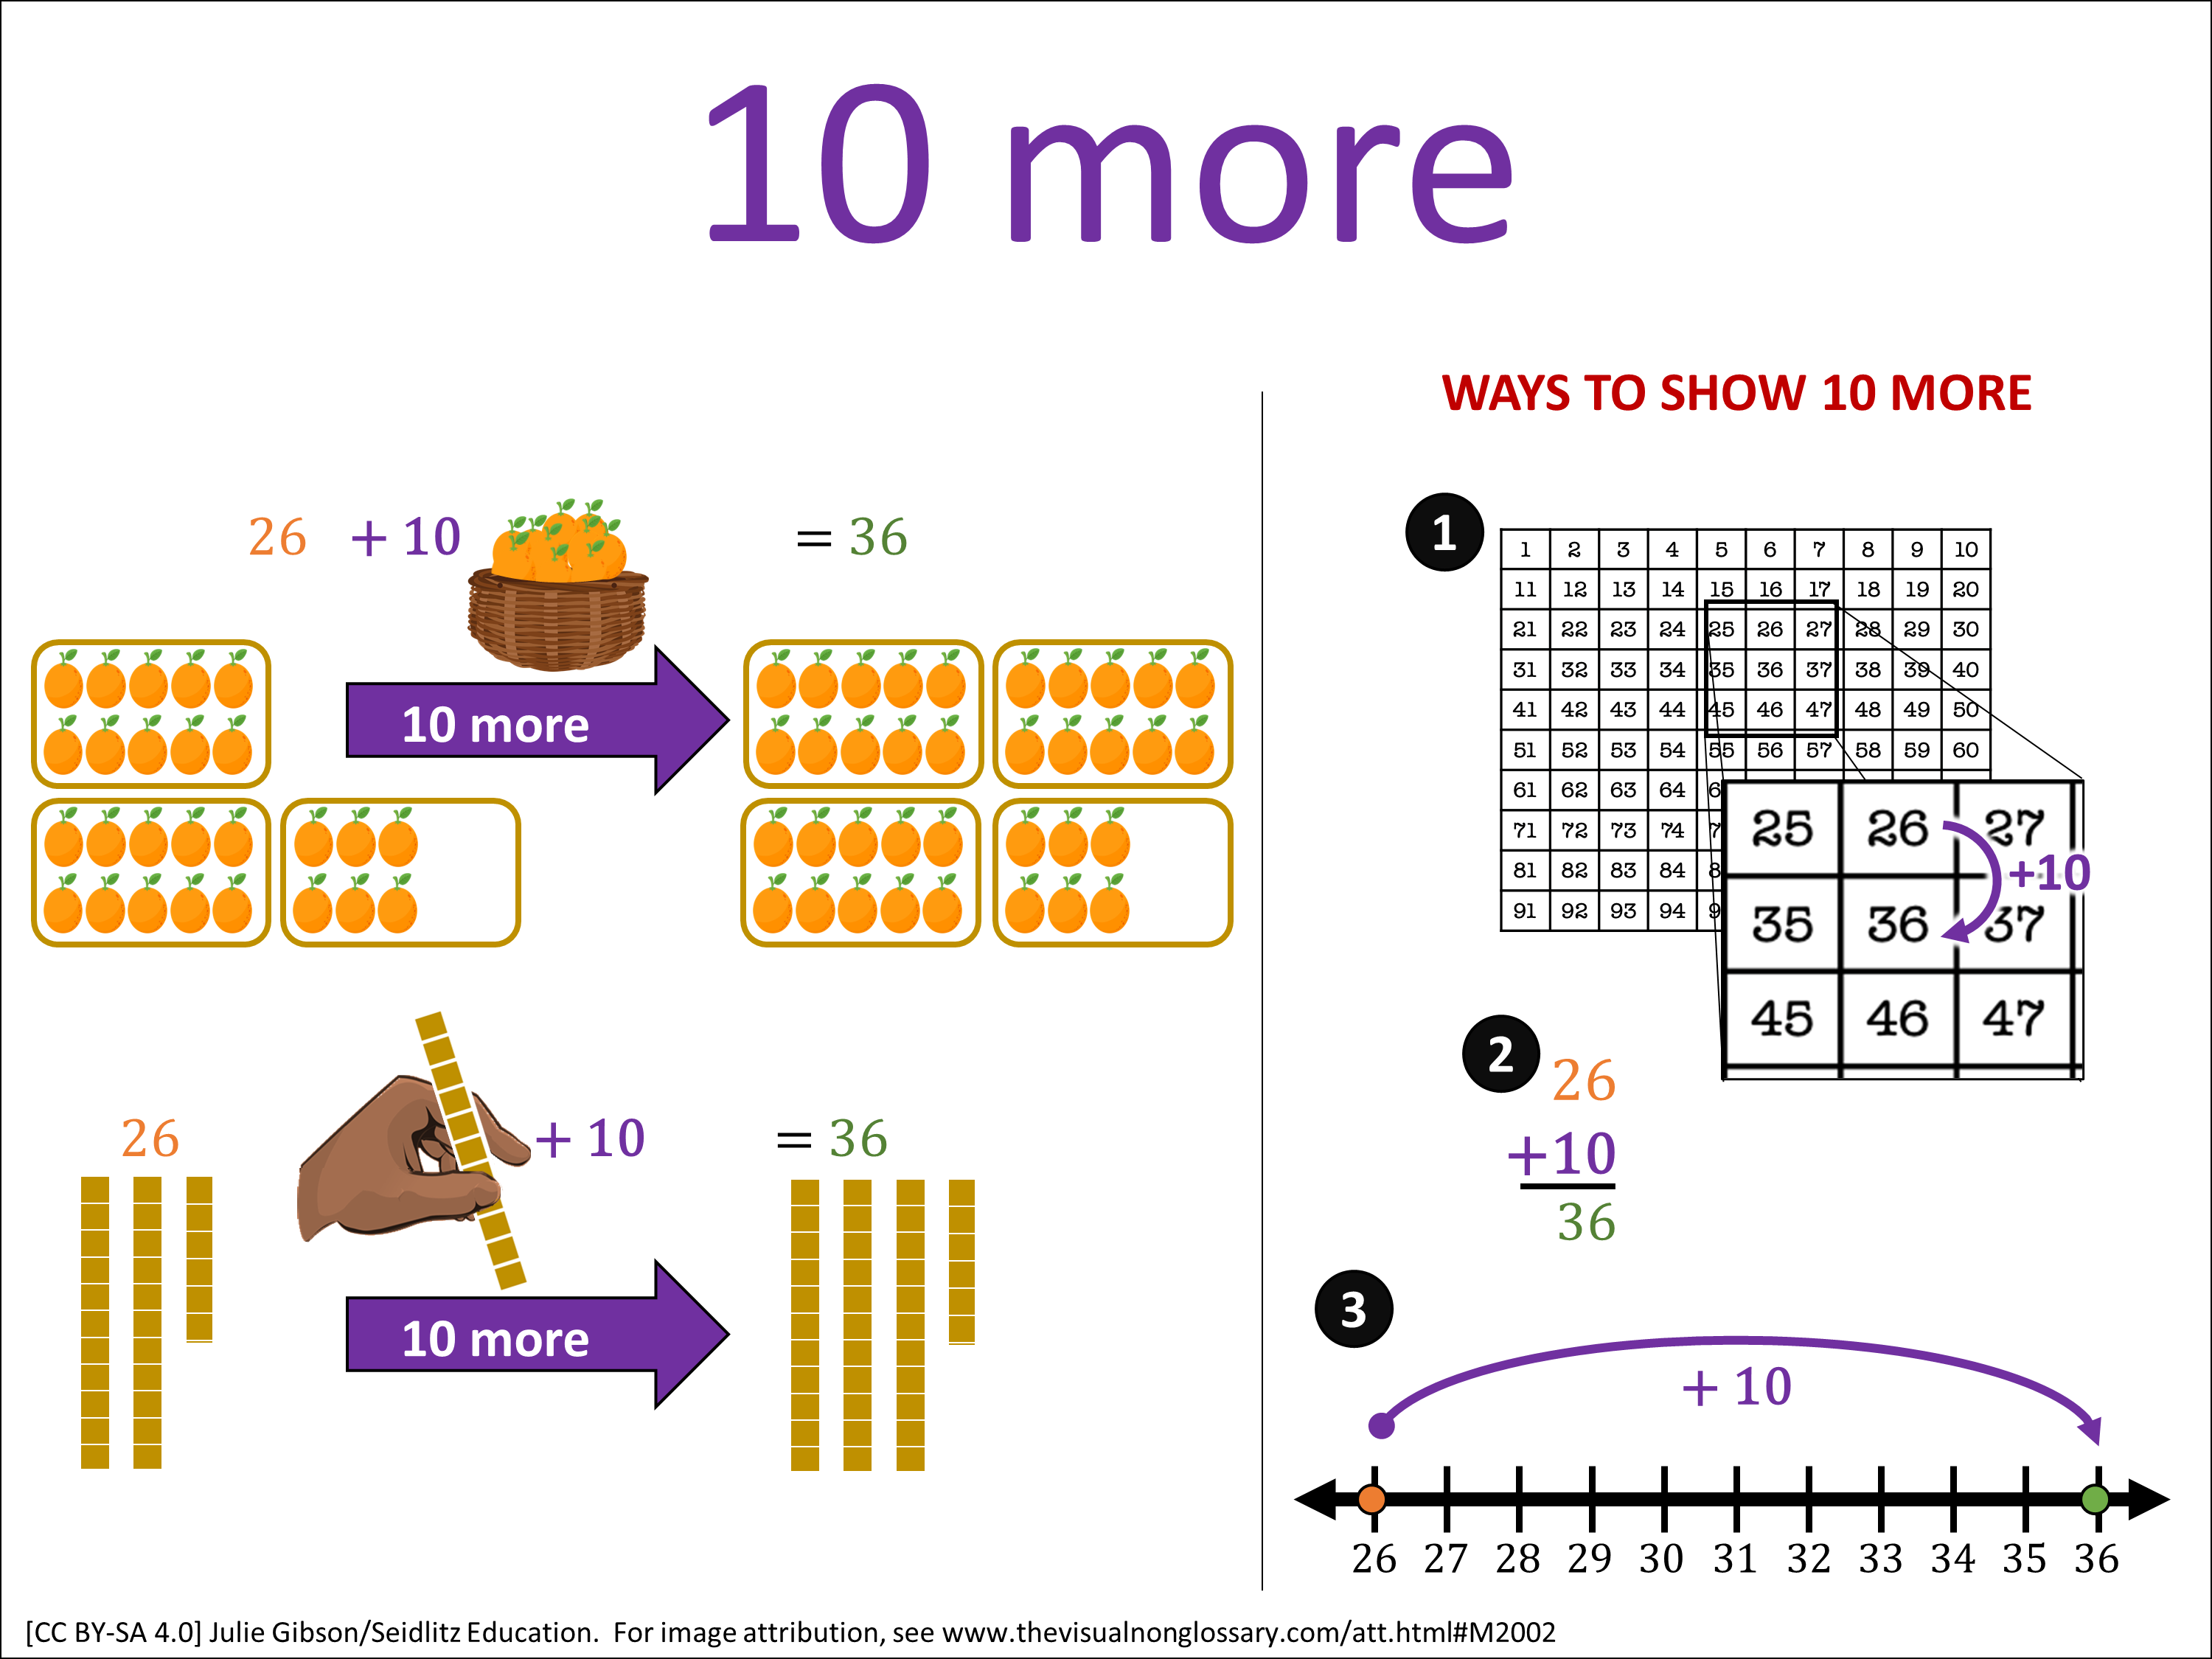 10 more
26 + 10 = 36
10 more
26 + 10 = 36
10 more
WAYS TO SHOW 10 MORE
1
1 2 3 4 5 6 7 8 9 10
11 12 13 14 15 16 17 18 19 20
21 22 23 24 25 26 27 28 29 30
31 32 33 34 35 36 37 38 39 40
41 42 43 44 45 46 47 48 49 50
51 52 53 54 55 56 57 58 59 60
61 62 63 64 6
71 72 73 74 7
81 82 83 84 8
91 92 93 94 9
25 26 27
+10
35 36 37
45 46 47
2
26
+10
36
3
+ 10
26 27 28 29 30 31 32 33 34 35 36
[CC BY-SA 4.0] Julie Gibson/Seidlitz Education. For image attribution, see www.thevisualnonglossary.com/att.html#M2002